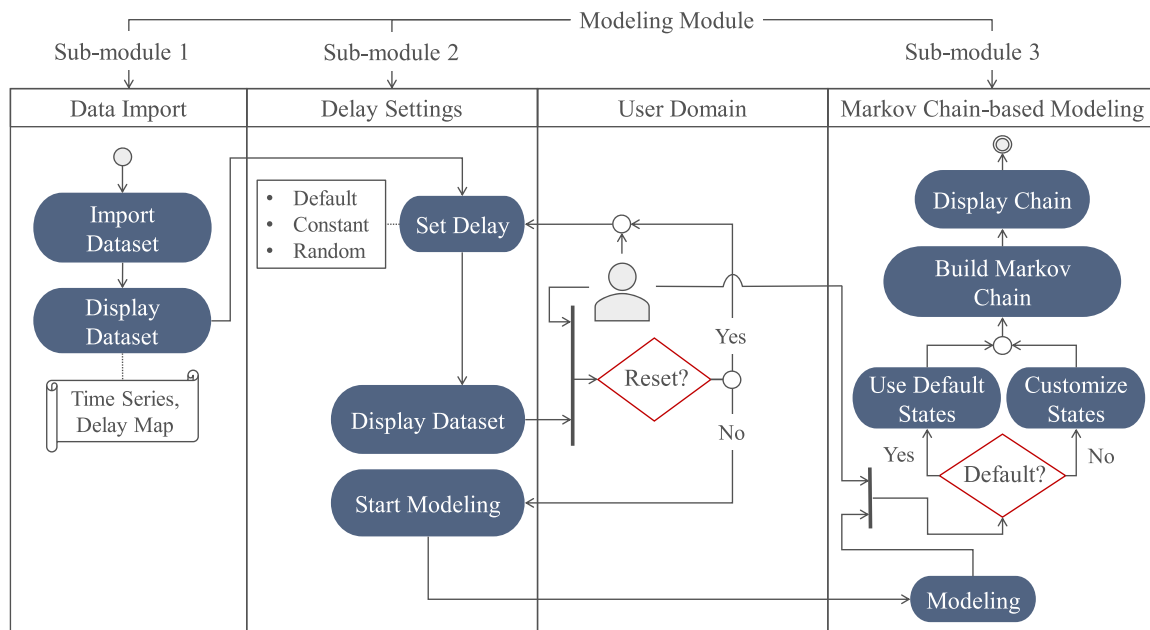 Modeling Module
Sub-module 1
Sub-module 2
Sub-module 3
Data Import
Delay Settings
User Domain
Markov Chain-based Modeling
Import
Dataset
Display
Dataset
Time Series,
Delay Map
• Default
• Constant
• Random
Set Delay
Display Dataset
Start Modeling
Reset?
Yes
No
Display Chain
Build Markov
Chain
Use Default
States
Customize
States
Yes
Default?
No
Modeling